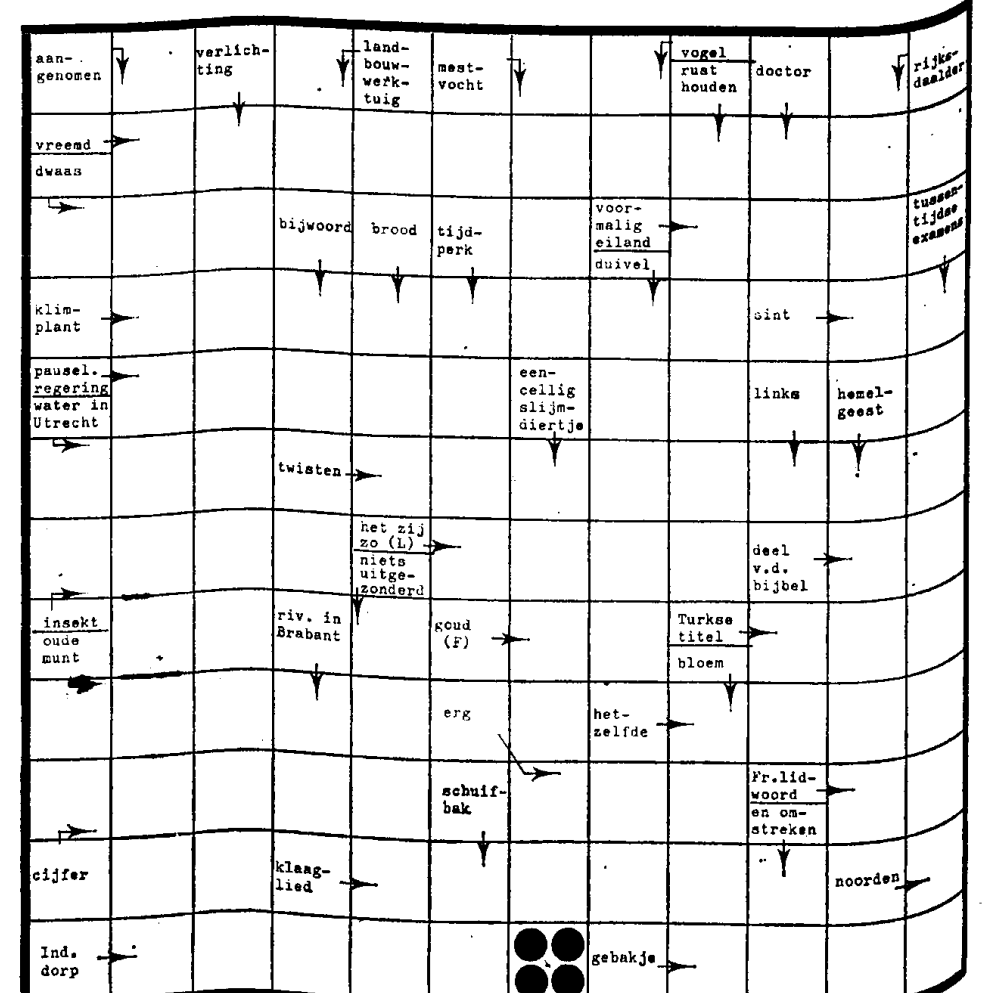 aan-
genomen
verlich-
ting
land-
bouw-
werk-
tuig
mest-
vocht
vogel
rust
houden
doctor
rijks-
daalder
vreemd
dwaas
bijwoord
brood
tijd-
perk
voor-
malig
eiland
duivel
tussen-
tijdse
examens
klim-
plant
sint
pausel.
regering
water in
Utrecht
een-
cellig
slijm-
diertje
links
hemel-
geest
twisten
het zij
zo (L)
niets
uitge-
zonderd
deel
v.d.
bijbel
insekt
oude
munt
riv. in
Brabant
goud
(F)
Turkse
titel
bloem
erg
het-
zelfde
schuif-
bak
Fr.lid-
woord
en om-
streken
cijfer
klaag-
lied
noorden
Ind.
dorp
gebakje